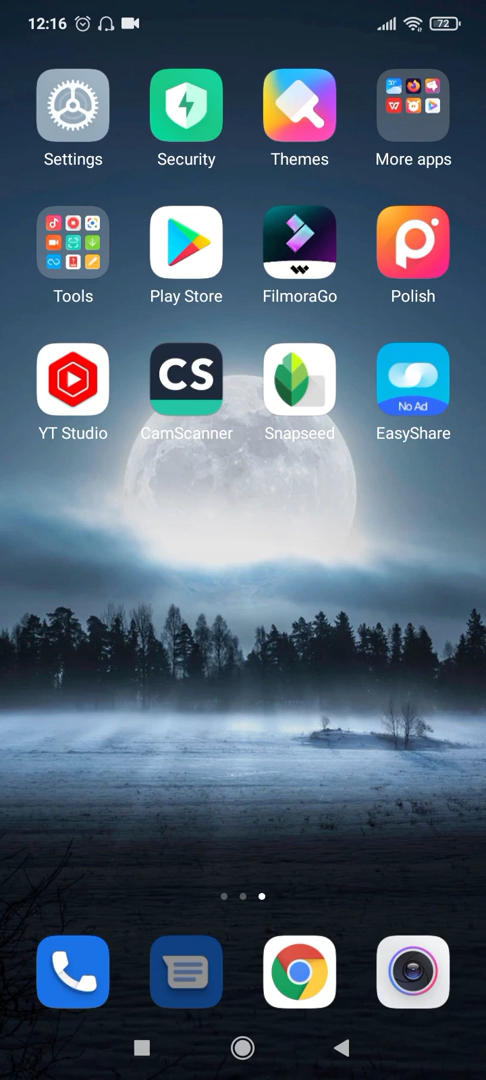 12:16 72
Settings Security Themes More apps
Tools Play Store FilmoraGo Polish
CS
No Ad
YT Studio CamScanner Snapseed EasyShare